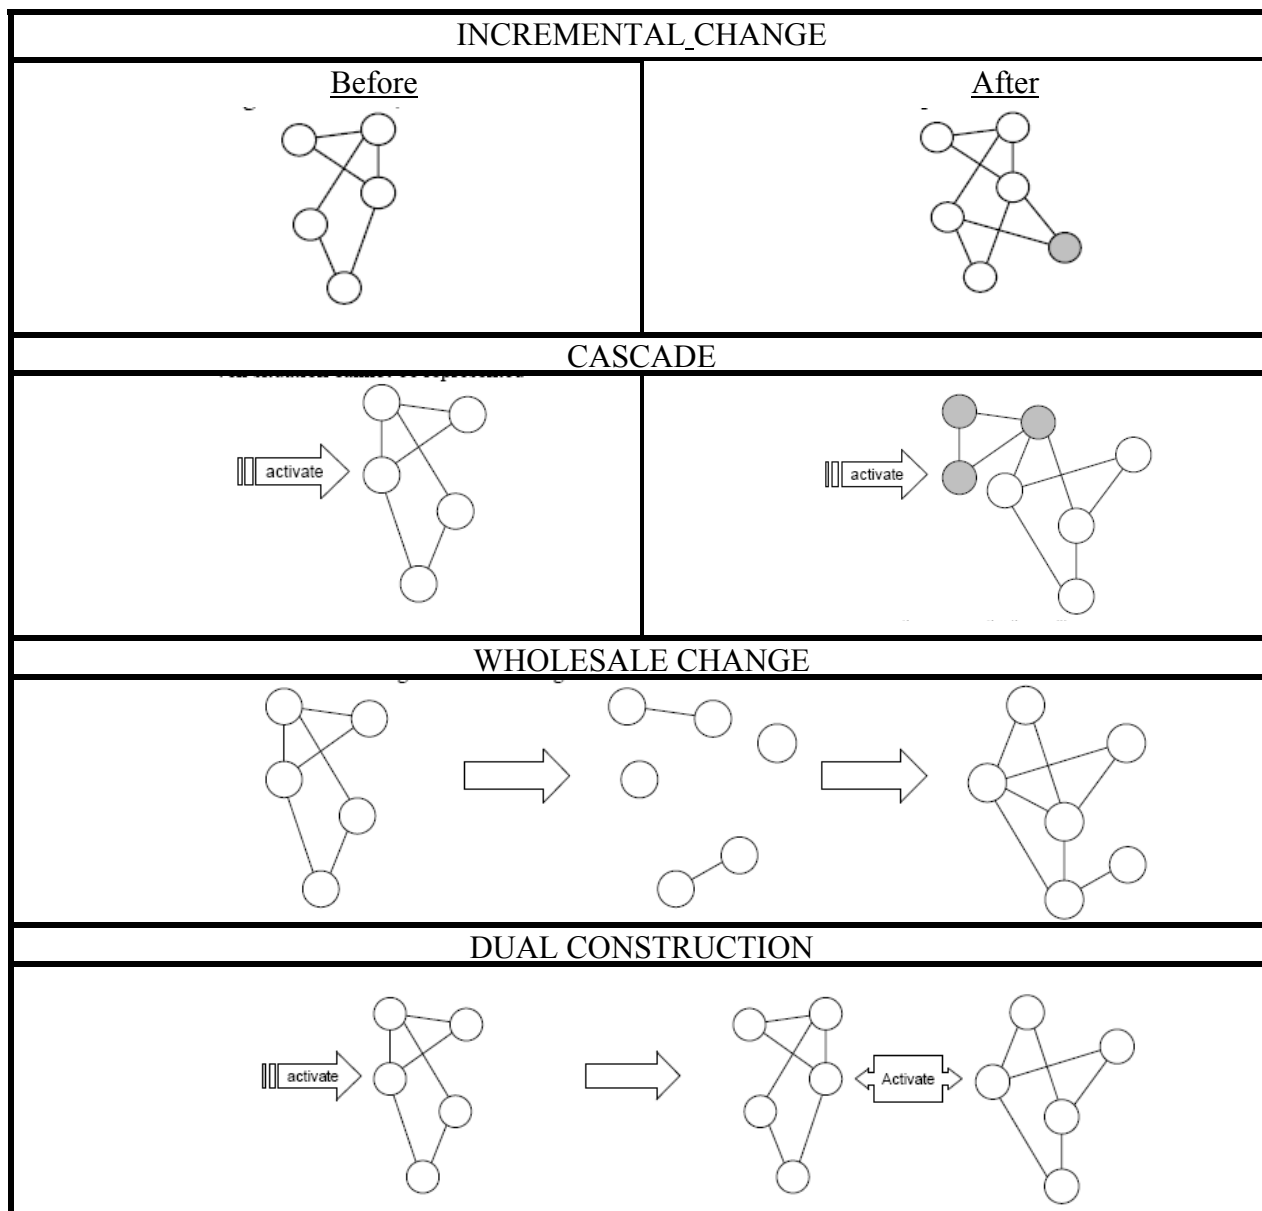 INCREMENTAL CHANGE
Before
After
CASCADE
activate
activate
WHOLESALE CHANGE
DUAL CONSTRUCTION
activate
Activate